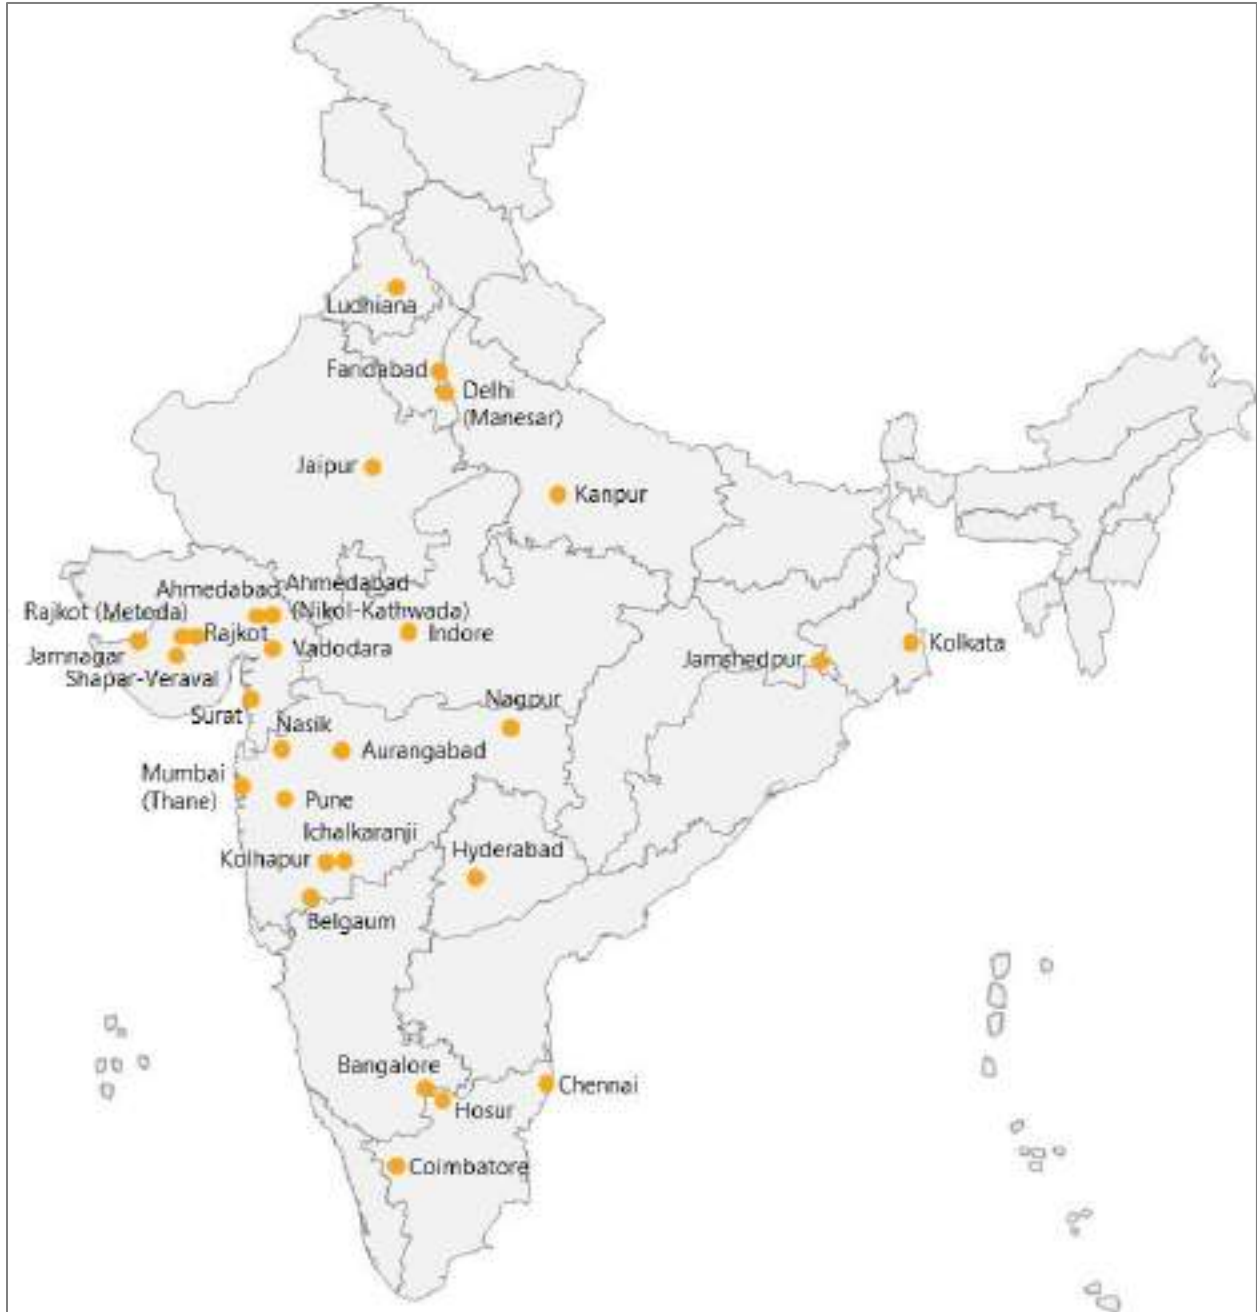 Ludhiana
Faridabad
Delhi
(Manesar)
Jaipur
Kanpur
Ahmedabad
Ahmedabad
(Nikol-Kathwada)
Rajkot (Metoda)
Rajkot
Indore
Kolkata
Jamnagar
Vadodara
Jamshedpur
Shapar-Veraval
Surat
Nagpur
Nasik
Aurangabad
Mumbai
(Thane)
Pune
Ichalkaranji
Kolhapur
Hyderabad
Belgaum
Bangalore
Chennai
Hosur
Coimbatore